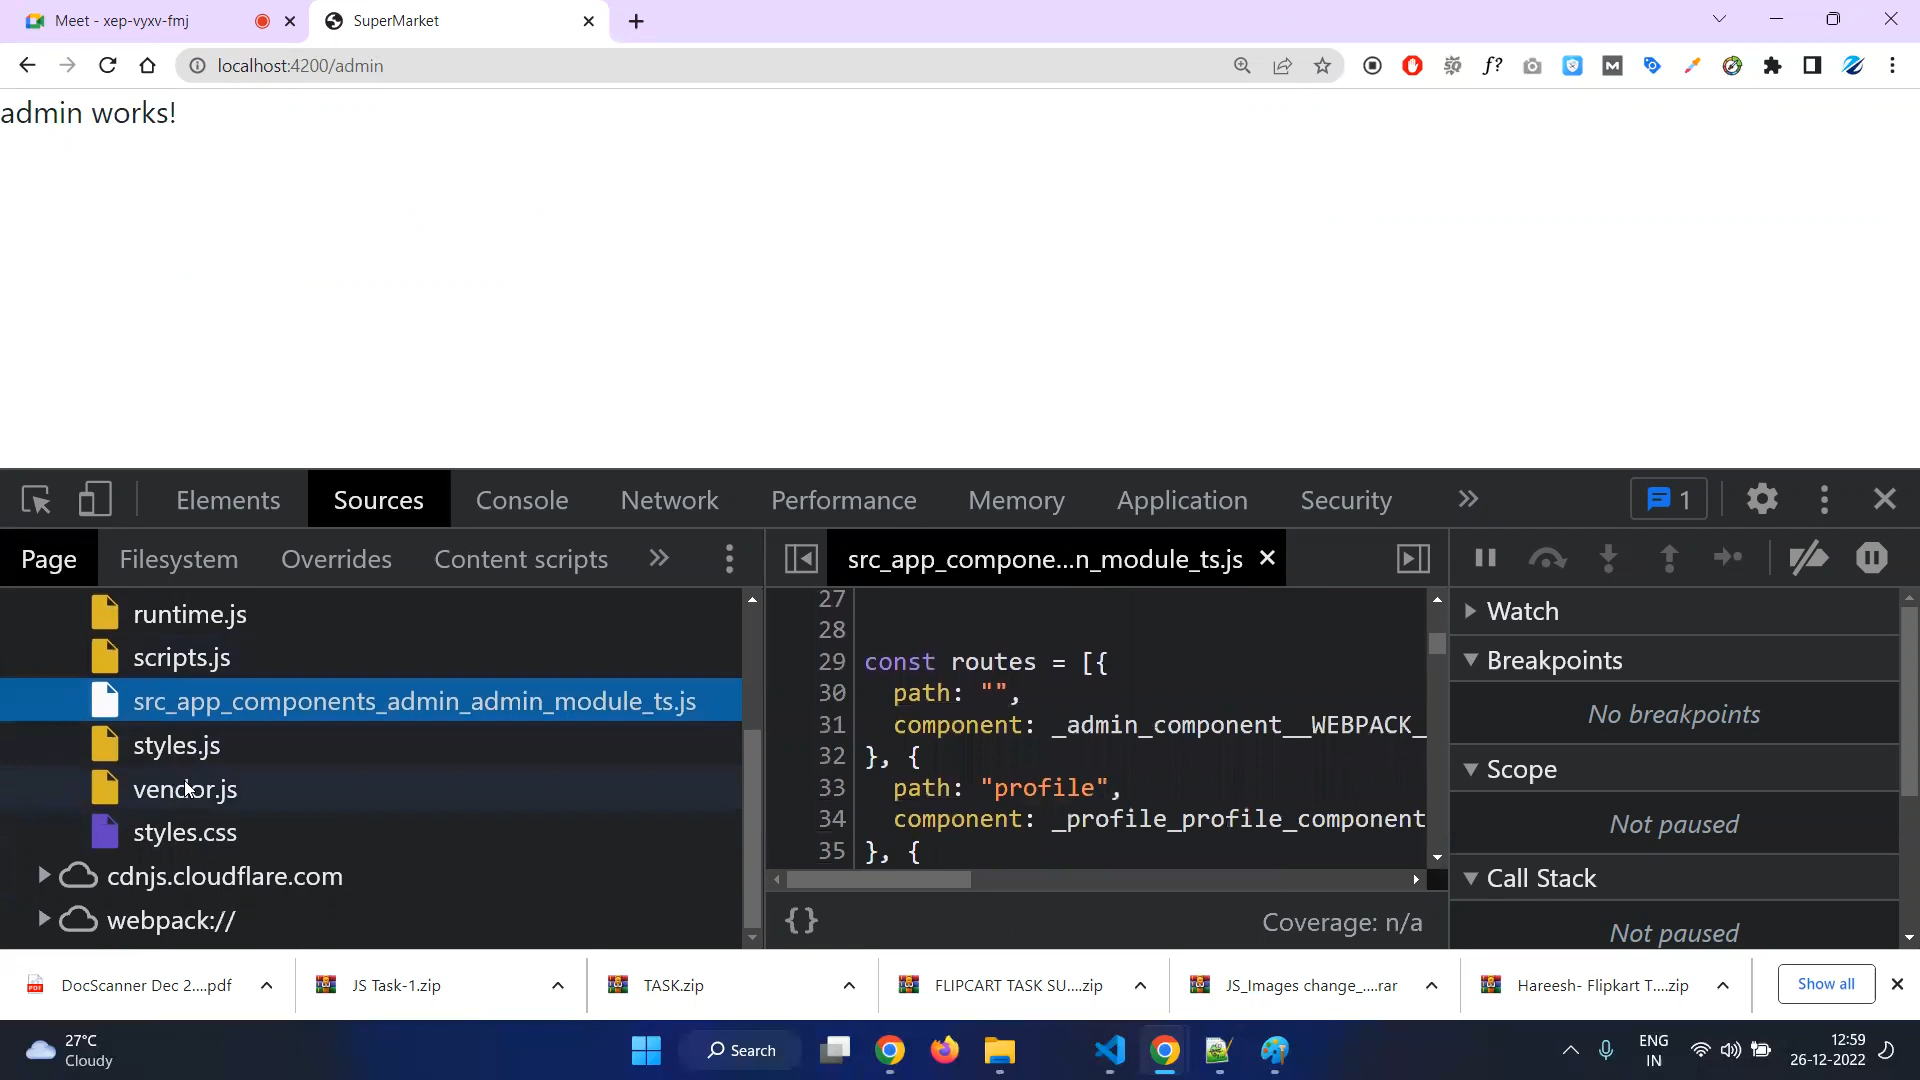 Meet - xep-vyxv-fmj
SuperMarket
localhost:4200/admin
f?
admin works!
Elements
Sources
Console
Network
Performance
Memory
Application
Security
1
Page
Filesystem
Overrides
Content scripts
src_app_compone...n_module_ts.js
runtime.js
scripts.js
src_app_components_admin_admin_module_ts.js
styles.js
vendor.js
styles.css
cdnjs.cloudflare.com
webpack://
27
28
29 const routes = [{
30 path: "",
31 component: _admin_component__WEBPACK_
32 }, {
33 path: "profile",
34 component: _profile_profile_component
35 }, {
{}
Coverage: n/a
Watch
Breakpoints
No breakpoints
Scope
Not paused
Call Stack
Not paused
DocScanner Dec 2....pdf
JS Task-1.zip
TASK.zip
FLIPCART TASK SU....zip
JS_Images change_....rar
Hareesh- Flipkart T....zip
Show all
27°C
Cloudy
Search
ENG
IN
12:59
26-12-2022